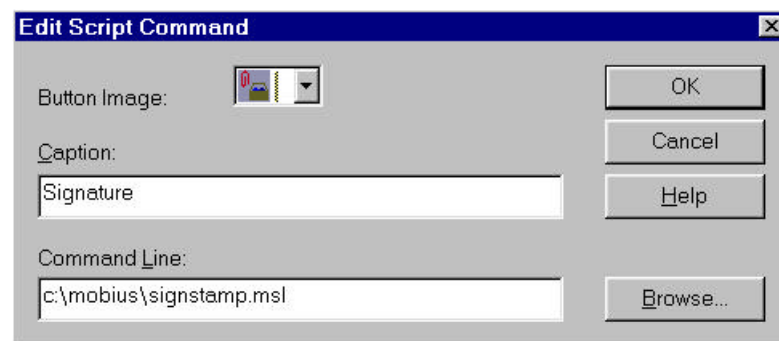 Edit Script Command
Button Image:
OK
Caption:
Cancel
Signature
Help
Command Line:
c:\mobius\signstamp.msl
Browse...